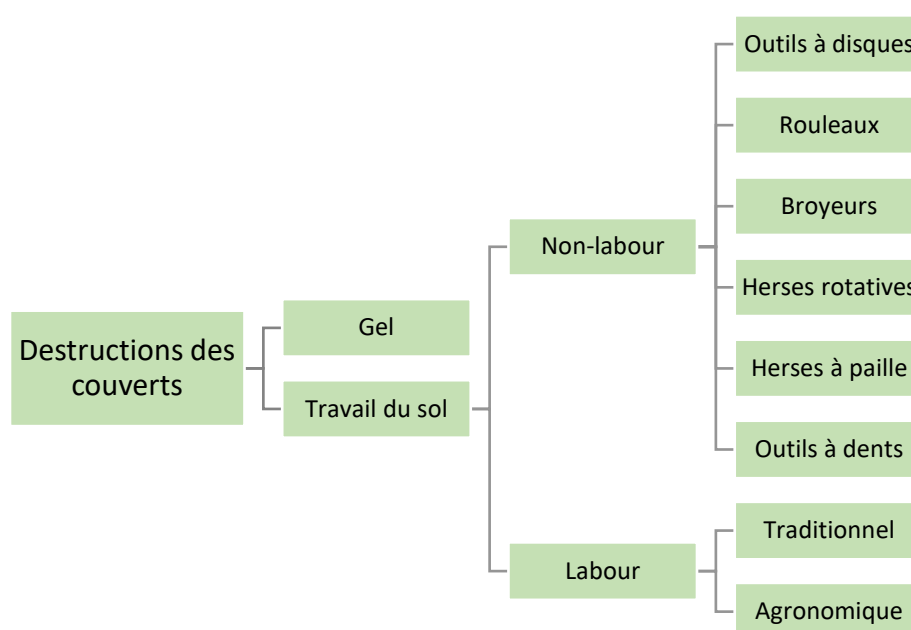 Destructions des
couverts
Gel
Travail du sol
Non-labour
Labour
Outils à disques
Rouleaux
Broyeurs
Herses rotatives
Herses à paille
Outils à dents
Traditionnel
Agronomique